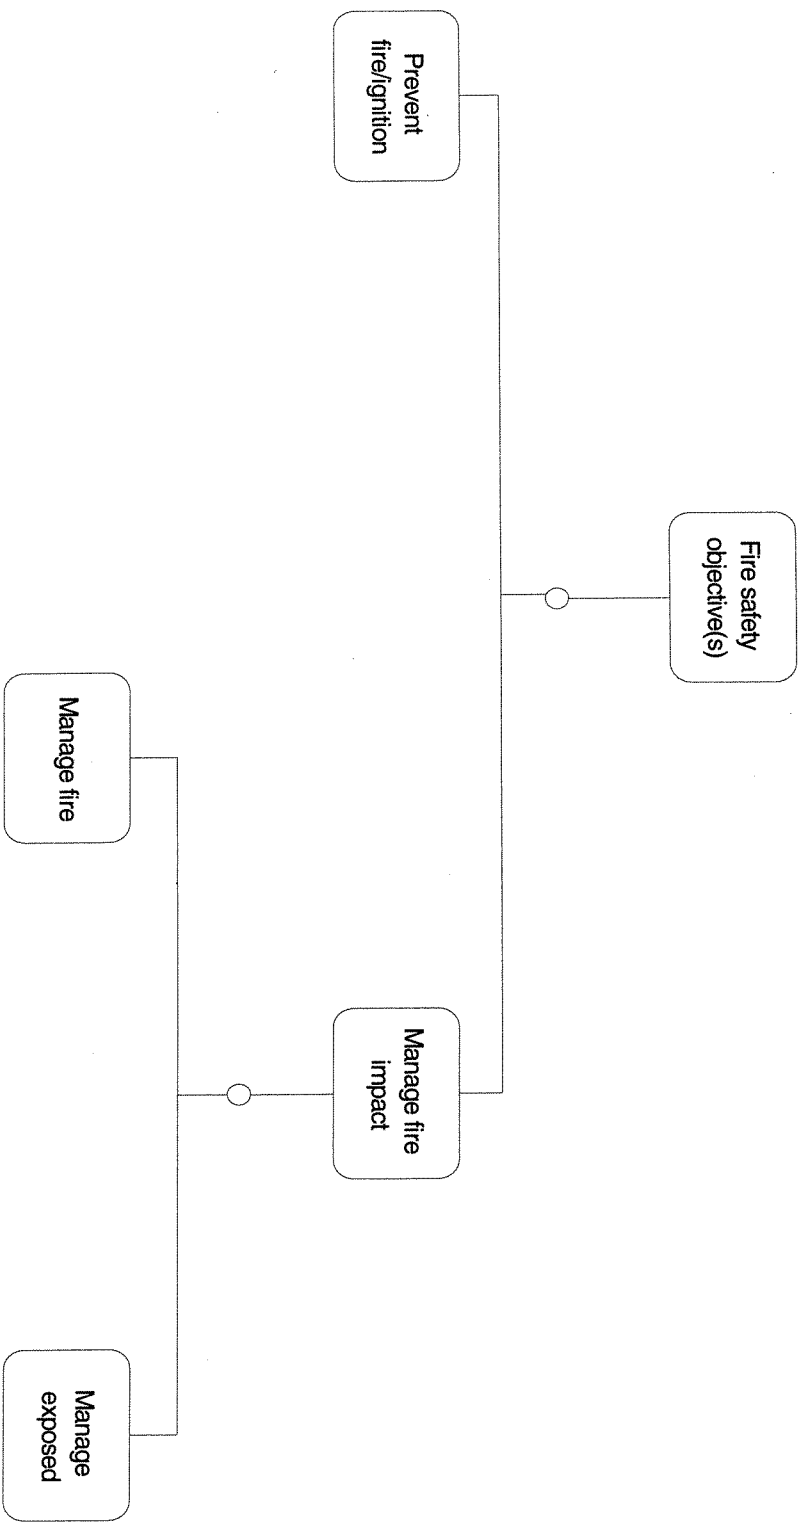 Fire safety
objective(s)
Prevent
fire/ignition
Manage fire
impact
Manage fire
Manage
exposed